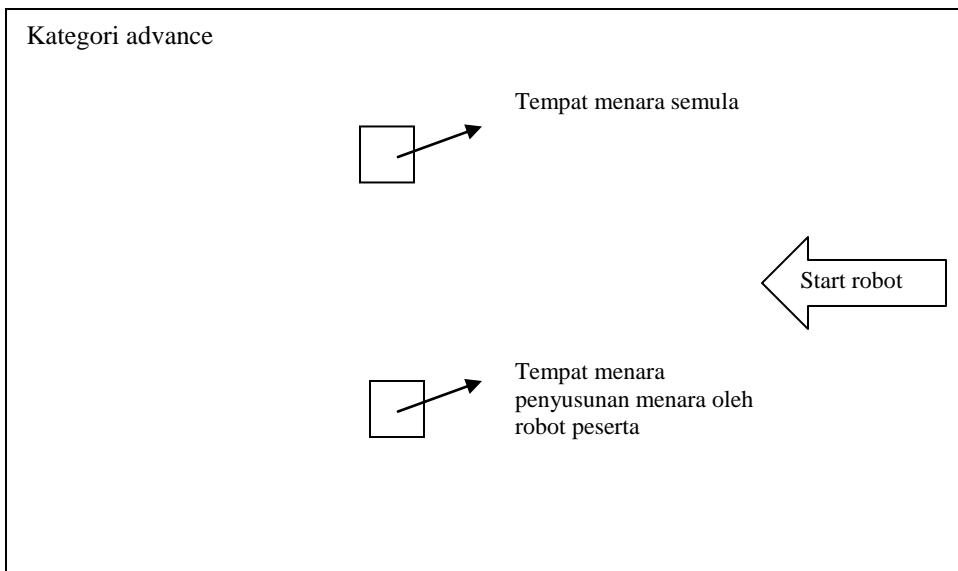 Kategori advance
Tempat menara semula
Start robot
Tempat menara
penyusunan menara oleh
robot peserta